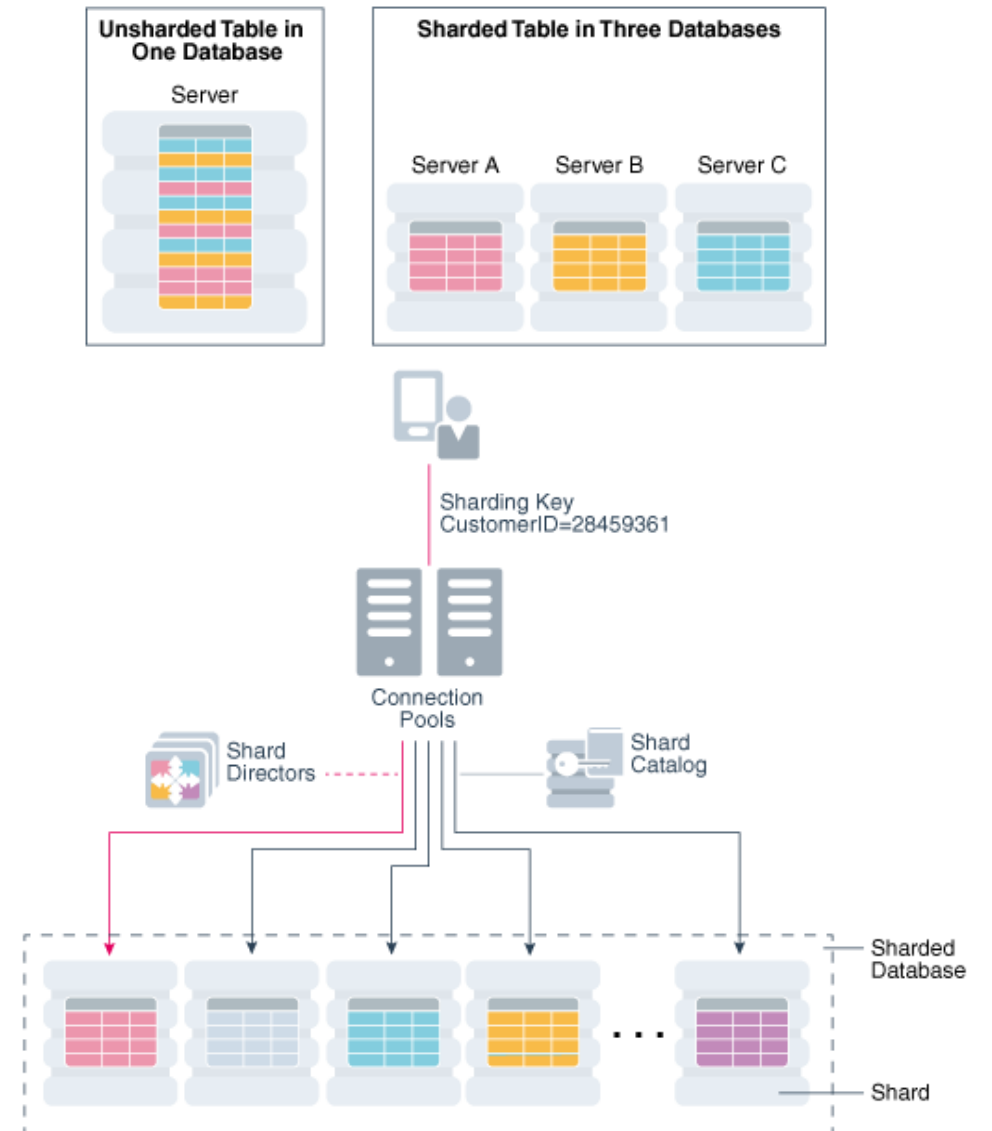 Unsharded Table in
One Database
Server
Sharded Table in Three Databases
Server A
Server B
Server C
Sharding Key
CustomerID=28459361
Connection
Pools
Shard
Directors
Shard
Catalog
Sharded
Database
. . .
Shard